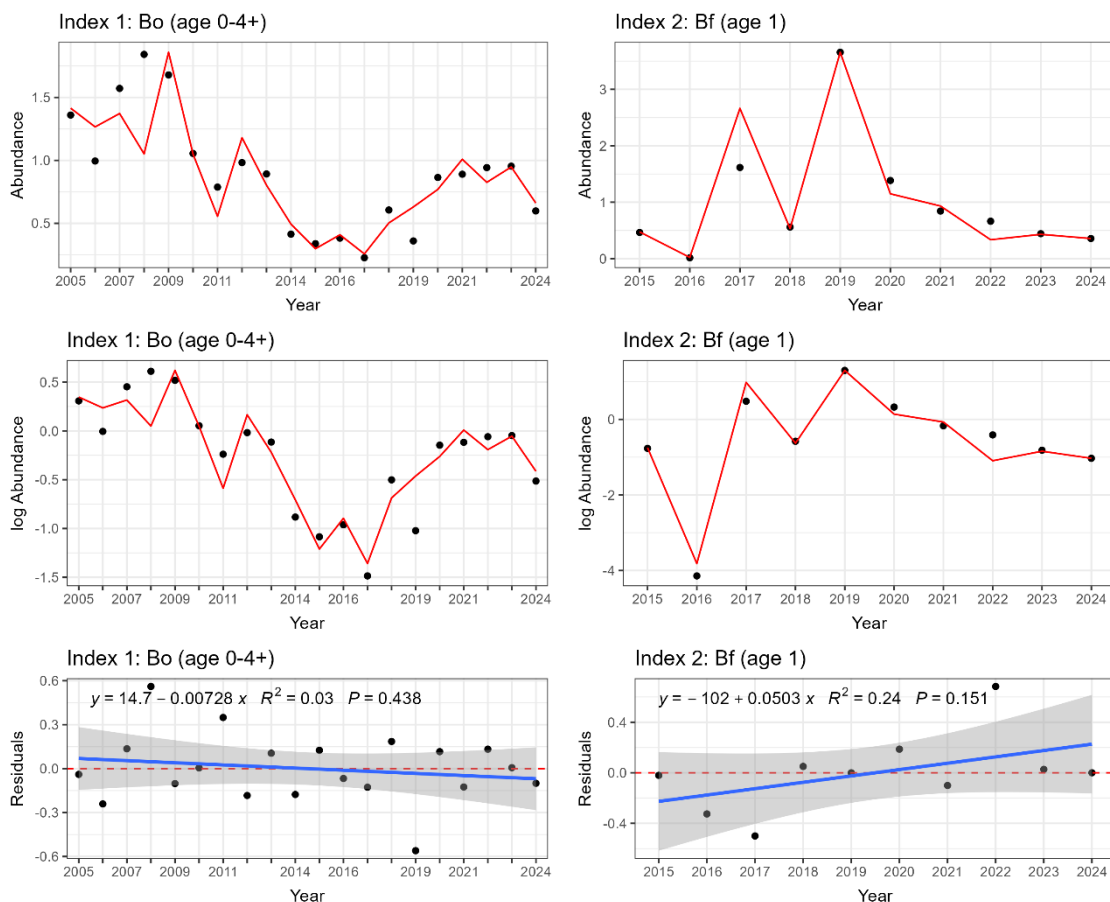 Index 1: Bo (age 0-4+)
Abundance
1.5
1.0
0.5
2005 2007 2009 2011 2014 2016 2019 2021 2024
Year
Index 2: Bf (age 1)
Abundance
3
2
1
0
2015 2016 2017 2018 2019 2020 2021 2022 2023 2024
Year
Index 1: Bo (age 0-4+)
log Abundance
0.5
0.0
-0.5
-1.0
-1.5
2005 2007 2009 2011 2014 2016 2019 2021 2024
Year
Index 2: Bf (age 1)
0
-2
-4
2015 2016 2017 2018 2019 2020 2021 2022 2023 2024
Year
Index 1: Bo (age 0-4+)
y = 14.7 − 0.00728 x R² = 0.03 P = 0.438
Residuals
0.6
0.3
0.0
-0.3
-0.6
2005 2007 2009 2011 2014 2016 2019 2021 2024
Year
Index 2: Bf (age 1)
y = − 102 + 0.0503 x R² = 0.24 P = 0.151
Residuals
0.4
0.0
-0.4
2015 2016 2017 2018 2019 2020 2021 2022 2023 2024
Year